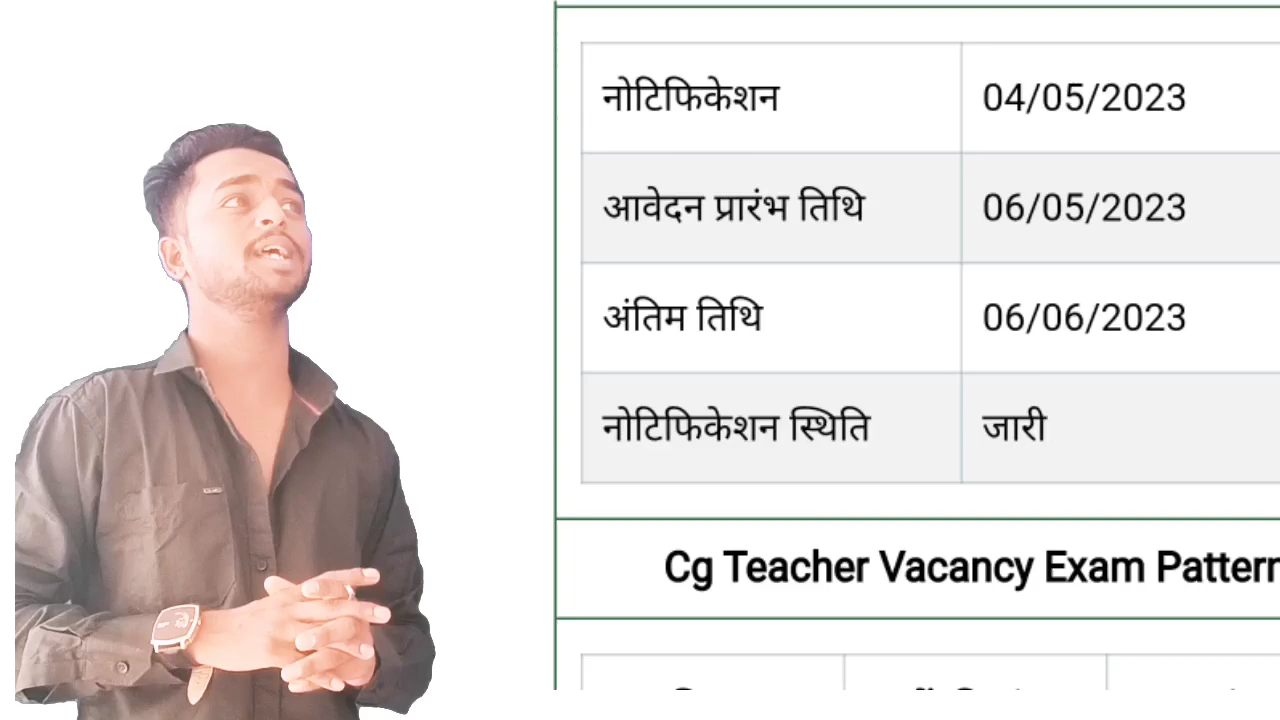 नोटिफिकेशन 04/05/2023
आवेदन प्रारंभ तिथि 06/05/2023
अंतिम तिथि 06/06/2023
नोटिफिकेशन स्थिति जारी
Cg Teacher Vacancy Exam Pattern